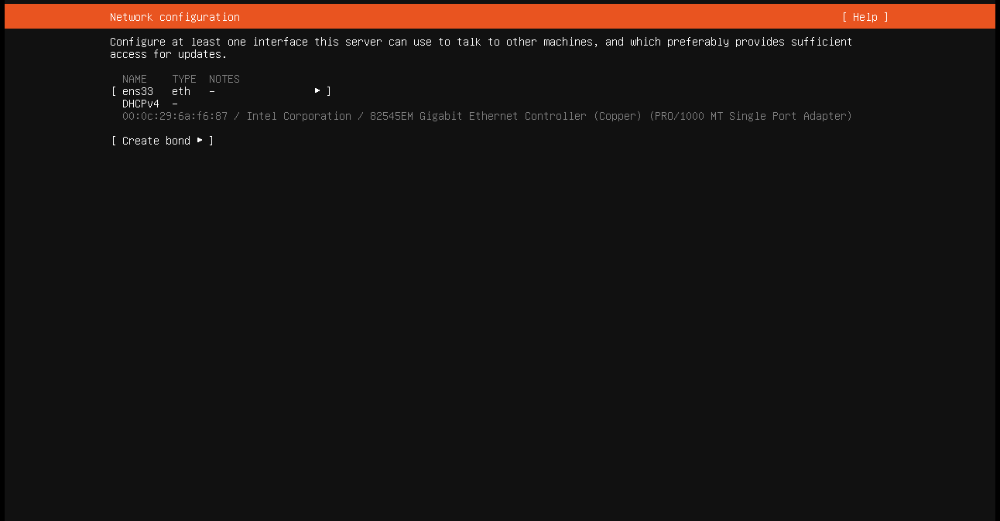 Network configuration [ Help ]
Configure at least one interface this server can use to talk to other machines, and which preferably provides sufficient
access for updates.
NAME TYPE NOTES
[ ens33 eth - ▸ ]
DHCPv4 -
00:0c:29:6a:f6:87 / Intel Corporation / 82545EM Gigabit Ethernet Controller (Copper) (PRO/1000 MT Single Port Adapter)
[ Create bond ▸ ]